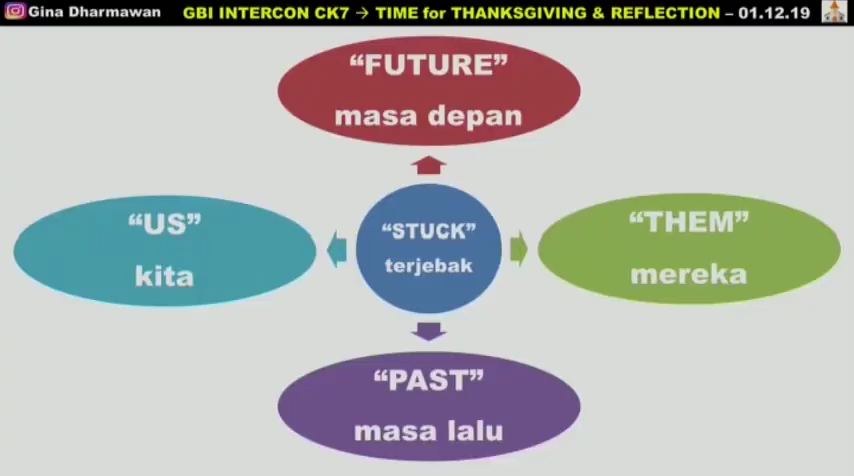 Gina Dharmawan
GBI INTERCON CK7 → TIME for THANKSGIVING & REFLECTION – 01.12.19
“FUTURE”
masa depan
“US”
kita
“STUCK”
terjebak
“THEM”
mereka
“PAST”
masa lalu